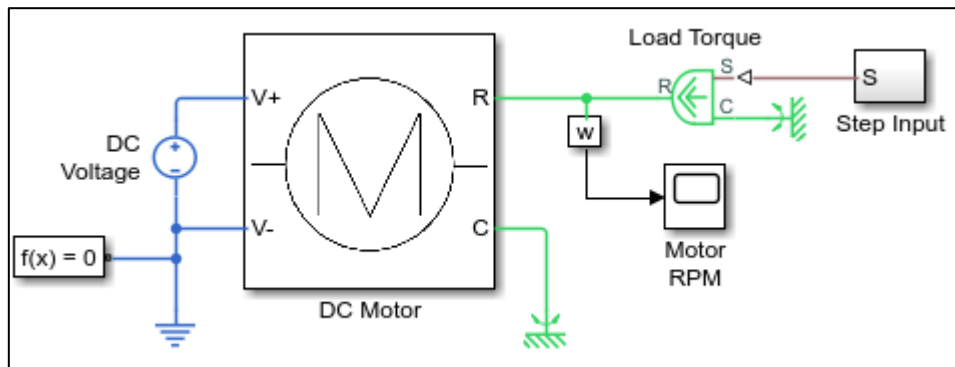 Load Torque
V+
R
R
S
C
S
Step Input
DC
Voltage
w
V-
C
Motor
RPM
f(x) = 0
DC Motor